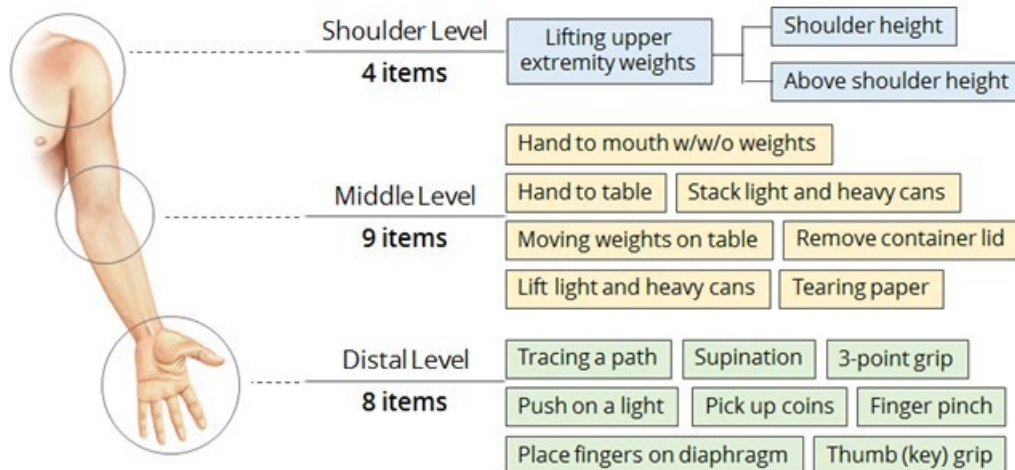 Shoulder Level
4 items
Lifting upper
extremity weights
Shoulder height
Above shoulder height
Middle Level
9 items
Hand to mouth w/w/o weights
Hand to table
Stack light and heavy cans
Moving weights on table
Remove container lid
Lift light and heavy cans
Tearing paper
Distal Level
8 items
Tracing a path
Supination
3-point grip
Push on a light
Pick up coins
Finger pinch
Place fingers on diaphragm
Thumb (key) grip